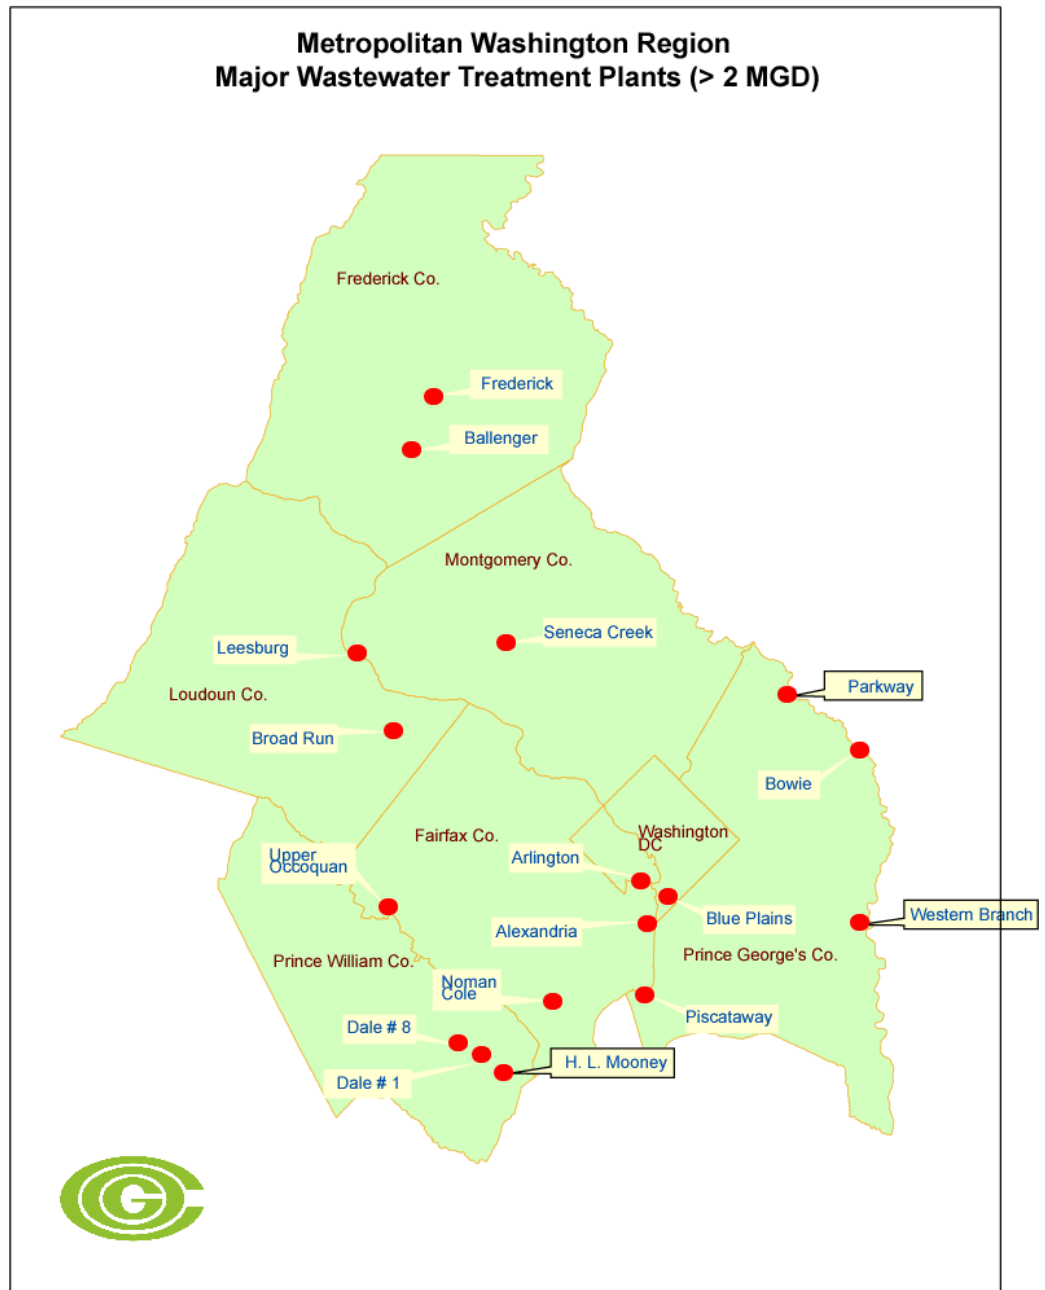 Metropolitan Washington Region
Major Wastewater Treatment Plants (> 2 MGD)
Frederick Co.
Frederick
Ballenger
Montgomery Co.
Seneca Creek
Leesburg
Loudoun Co.
Parkway
Broad Run
Bowie
Fairfax Co.
Washington
DC
Upper
Occoquan
Arlington
Blue Plains
Western Branch
Alexandria
Prince William Co.
Prince George's Co.
Noman
Cole
Piscataway
Dale # 8
H. L. Mooney
Dale # 1
COG